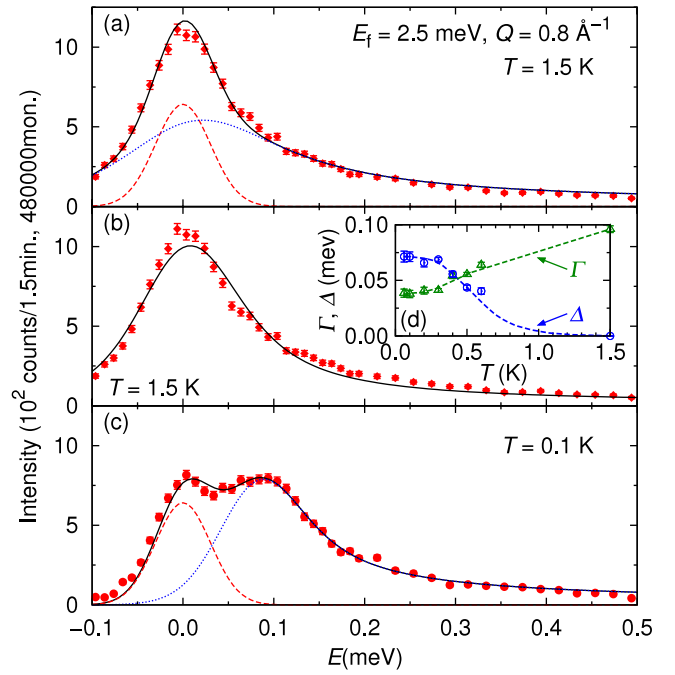 (a)
E_f = 2.5 meV, Q = 0.8 Å⁻¹
T = 1.5 K
10
5
0
(b)
T = 1.5 K
10
5
0
0.10
0.05
0.00
Γ, Δ (meV)
(d)
Γ
Δ
0.0
0.5
1.0
1.5
T (K)
(c)
T = 0.1 K
10
5
0
Intensity (10² counts/1.5min., 480000mon.)
−0.1
0.0
0.1
0.2
0.3
0.4
0.5
E(meV)